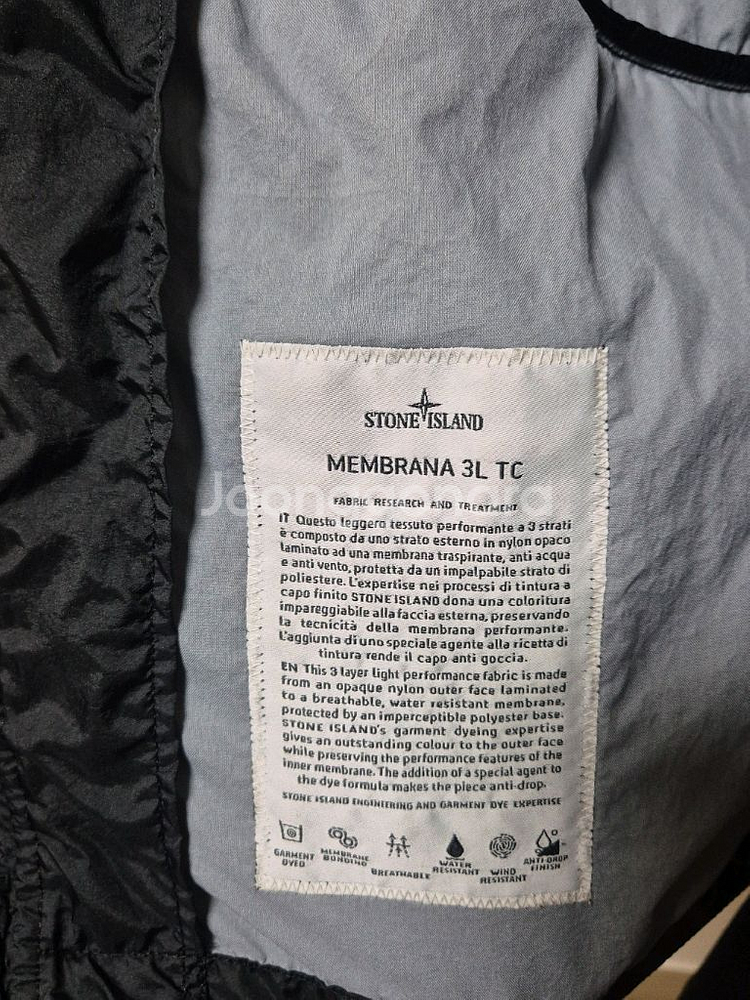 STONE ISLAND
MEMBRANA 3L TC
FABRIC RESEARCH AND TREATMENT
IT Questo leggero tessuto performante a 3 strati
è composto da uno strato esterno in nylon opaco
laminato ad una membrana traspirante, anti acqua
e anti vento, protetta da un impalpabile strato di
poliestere. L'expertise nei processi di tintura a
capo finito STONE ISLAND dona una coloritura
impareggiabile alla faccia esterna, preservando
la tecnicità della membrana performante.
L'aggiunta di uno speciale agente alla ricetta di
tintura rende il capo anti goccia.
EN This 3 layer light performance fabric is made
from an opaque nylon outer face laminated
to a breathable, water resistant membrane,
protected by an imperceptible polyester base.
STONE ISLAND's garment dyeing expertise
gives an outstanding colour to the outer face
while preserving the performance features of the
inner membrane. The addition of a special agent to
the dye formula makes the piece anti-drop.
STONE ISLAND ENGINEERING AND GARMENT DYE EXPERTISE
GARMENT DYED
MEMBRANE BONDING
BREATHABLE
WATER RESISTANT
WIND RESISTANT
ANTI DROP FINISH